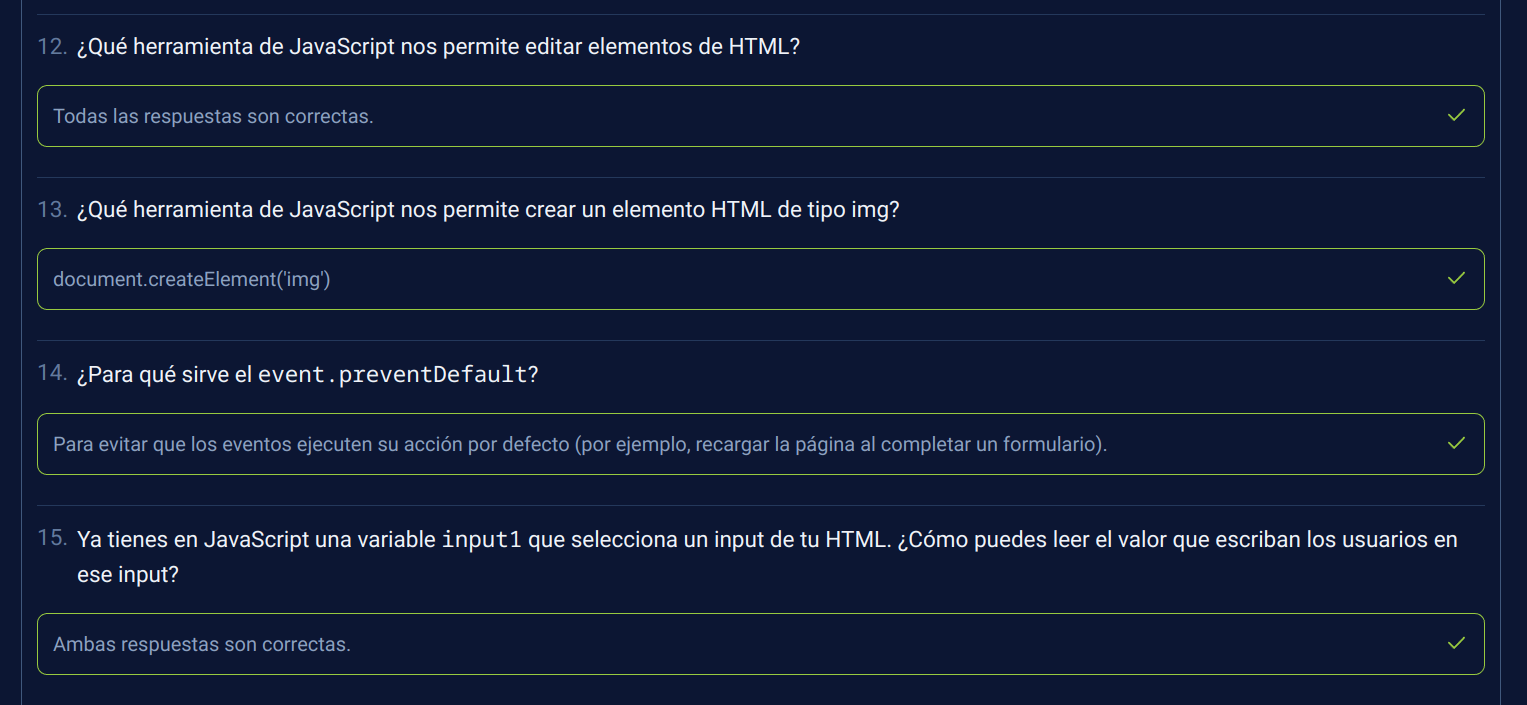 12. ¿Qué herramienta de JavaScript nos permite editar elementos de HTML?
Todas las respuestas son correctas.
13. ¿Qué herramienta de JavaScript nos permite crear un elemento HTML de tipo img?
document.createElement('img')
14. ¿Para qué sirve el event.preventDefault?
Para evitar que los eventos ejecuten su acción por defecto (por ejemplo, recargar la página al completar un formulario).
15. Ya tienes en JavaScript una variable input1 que selecciona un input de tu HTML. ¿Cómo puedes leer el valor que escriban los usuarios en
ese input?
Ambas respuestas son correctas.